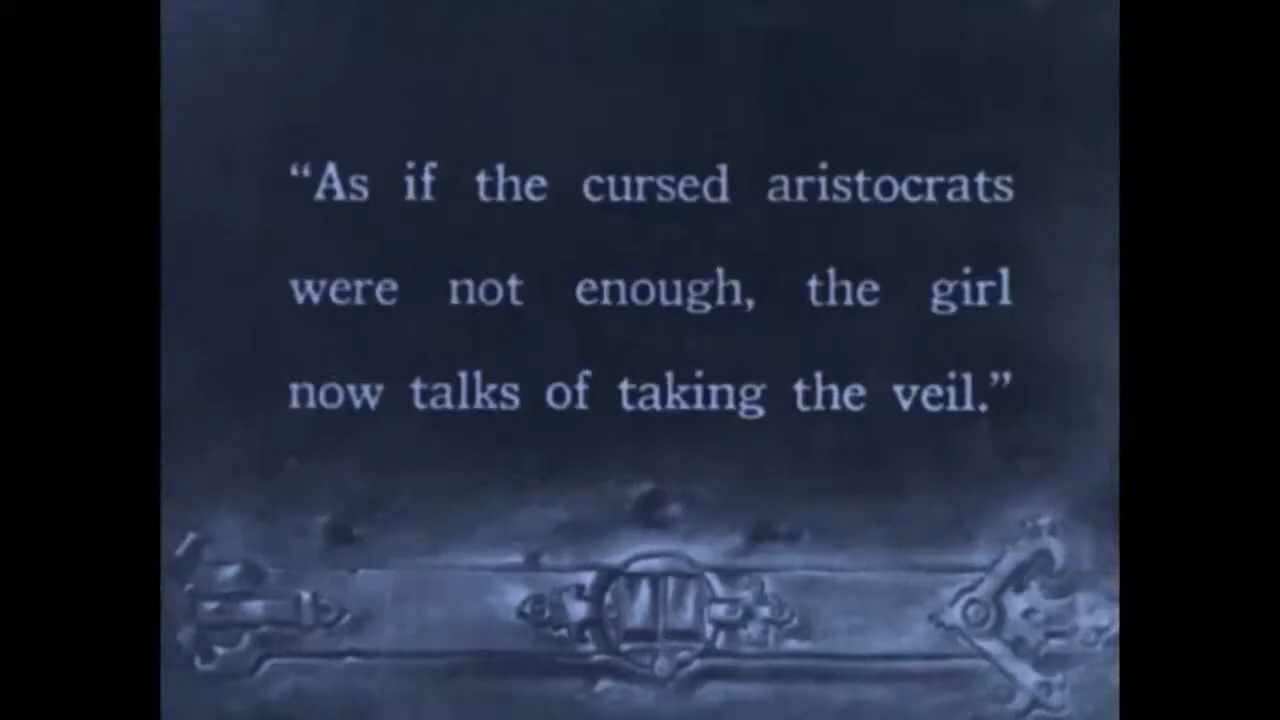 “As if the cursed aristocrats
were not enough, the girl
now talks of taking the veil.”